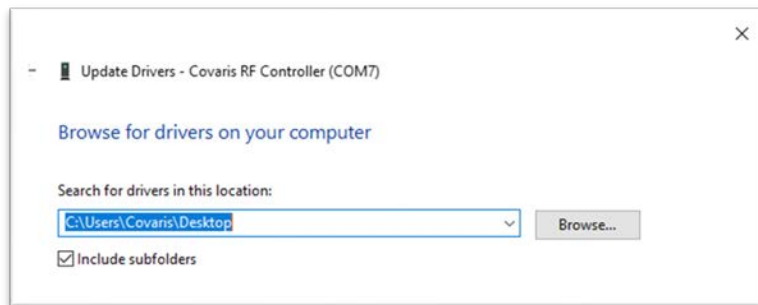 Update Drivers - Covaris RF Controller (COM7)
Browse for drivers on your computer
Search for drivers in this location:
C:\Users\Covaris\Desktop
Browse...
Include subfolders